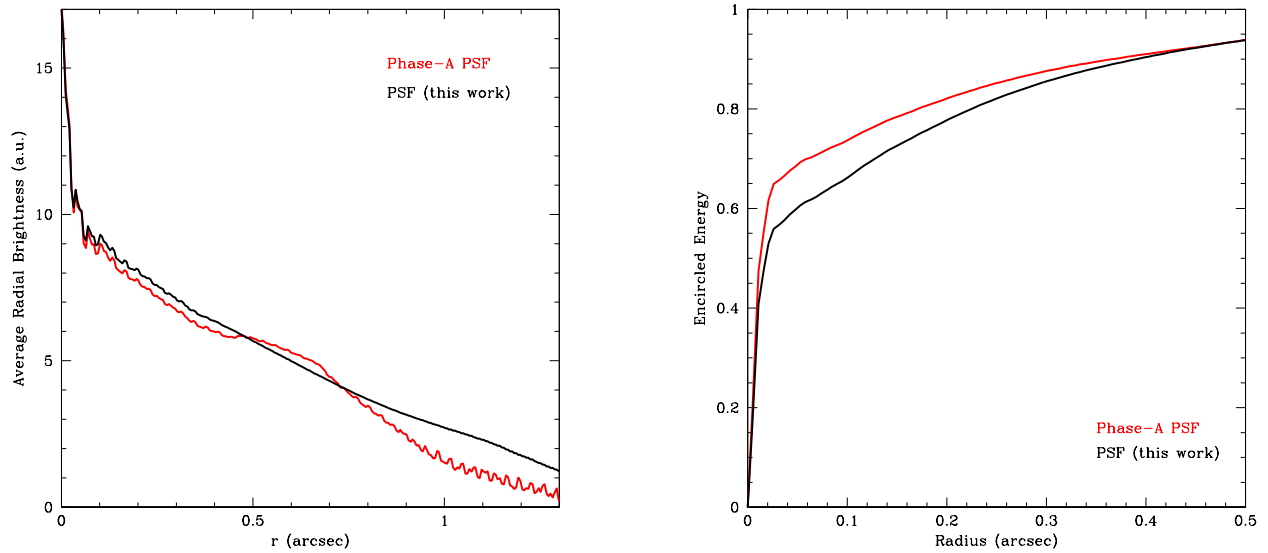 15
10
5
0
0
0.5
1
Average Radial Brightness (a.u.)
r (arcsec)
Phase-A PSF
PSF (this work)
1
0.8
0.6
0.4
0.2
0
0
0.1
0.2
0.3
0.4
0.5
Encircled Energy
Radius (arcsec)
Phase-A PSF
PSF (this work)